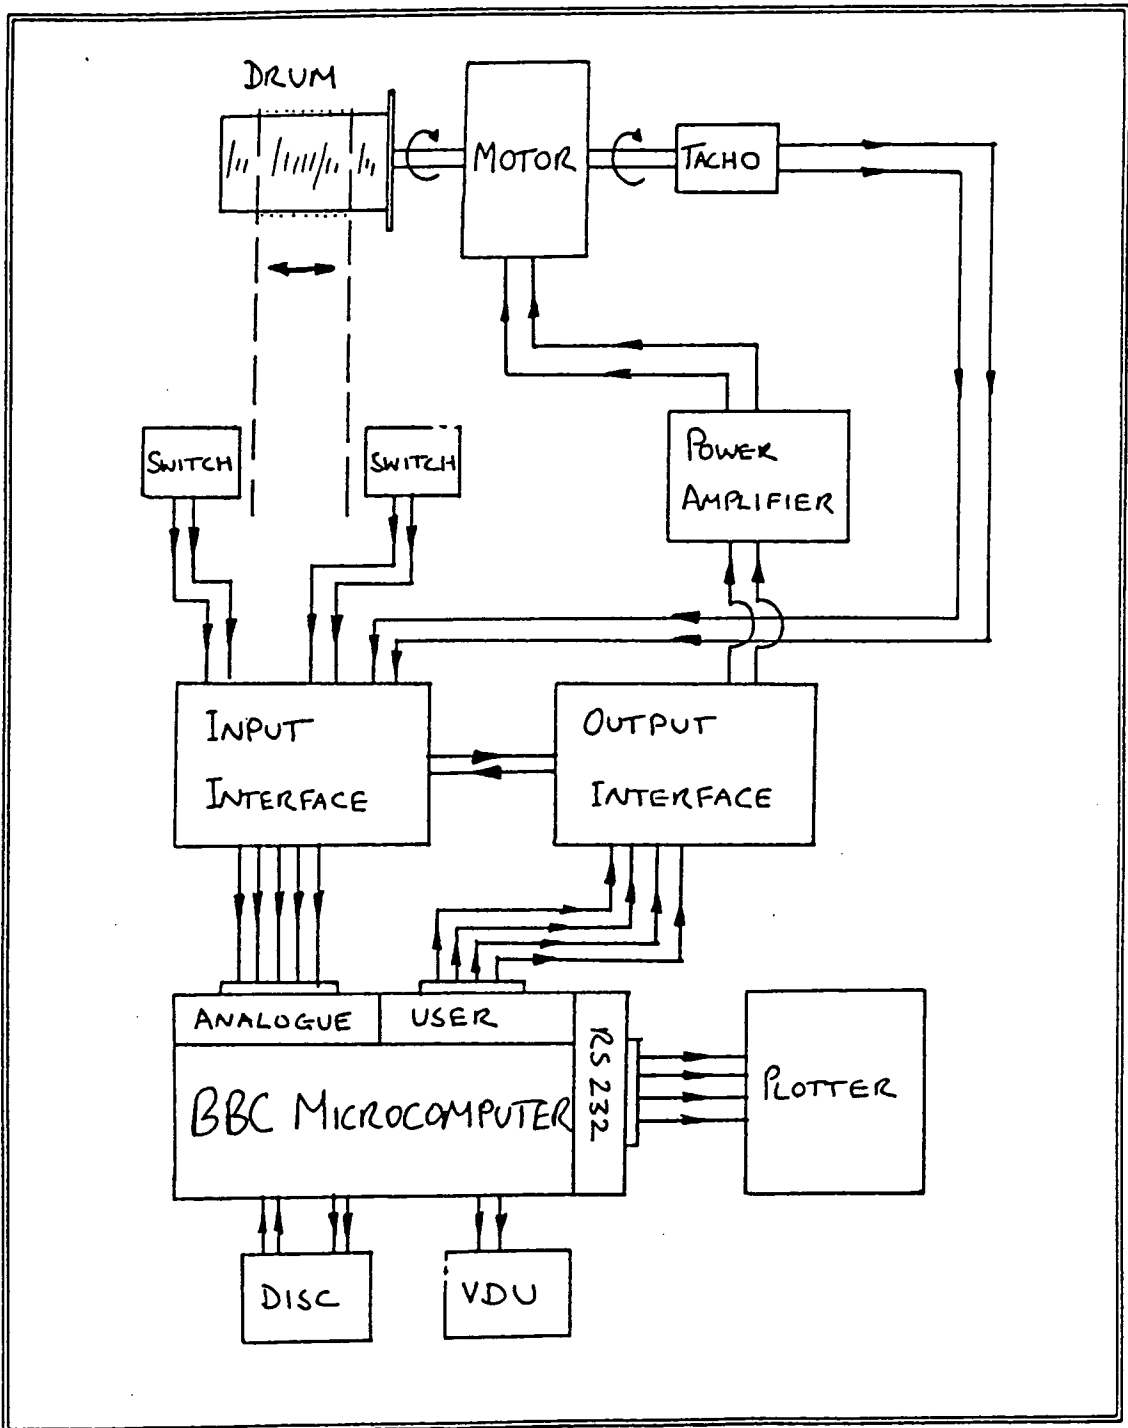 DRUM
MOTOR
TACHO
SWITCH
SWITCH
POWER
AMPLIFIER
INPUT
INTERFACE
OUTPUT
INTERFACE
ANALOGUE
USER
RS 232
BBC MICROCOMPUTER
PLOTTER
DISC
VDU